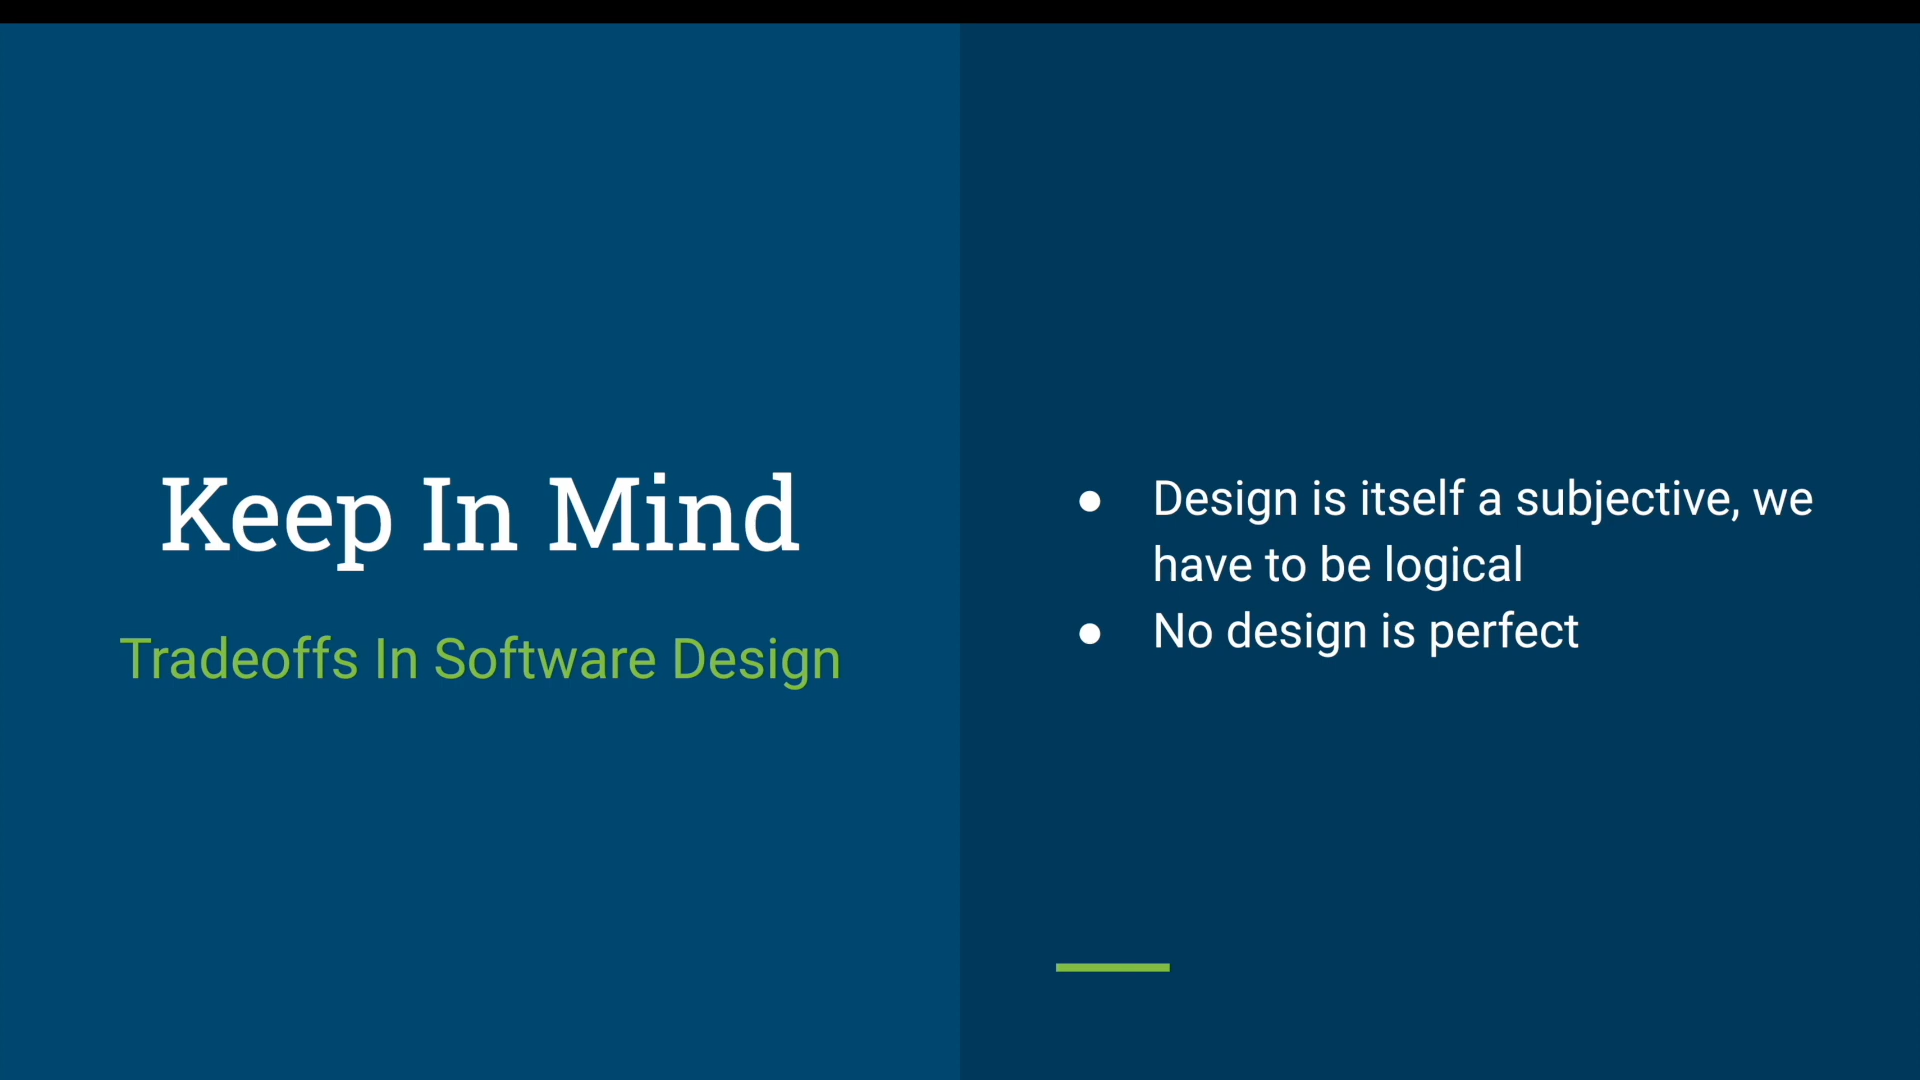 Keep In Mind
Tradeoffs In Software Design
● Design is itself a subjective, we
have to be logical
● No design is perfect